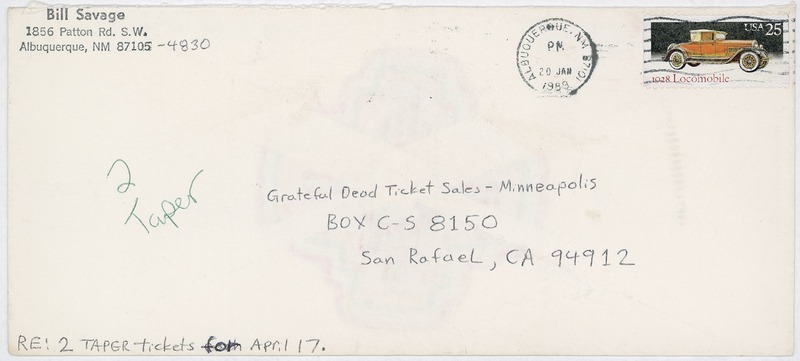 Bill Savage
1856 Patton Rd. S.W.
Albuquerque, NM 87105-4830
ALBUQUERQUE, NM 87101
PM
20 JAN
1989
USA 25
1928 Locomobile
2
Taper
Grateful Dead Ticket Sales - Minneapolis
BOX C-S 8150
San Rafael, CA 94912
RE: 2 TAPER tickets for April 17.